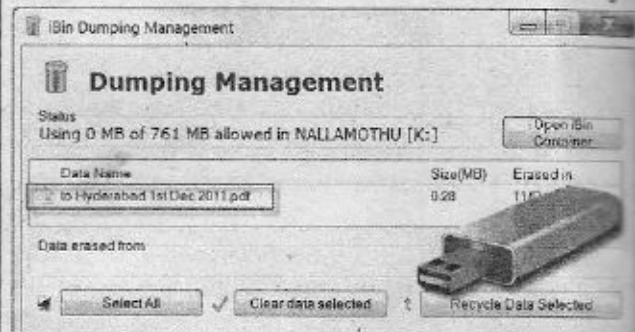 iBin Dumping Management
Dumping Management
Status
Using 0 MB of 761 MB allowed in NALLAMOTHU [K:]
Open iBin
Container
Data Name Size(MB) Erased in
to Hyderabad 1st Dec 2011.pdf 0.28
Data erased from
Select All Clear data selected Recycle Data Selected